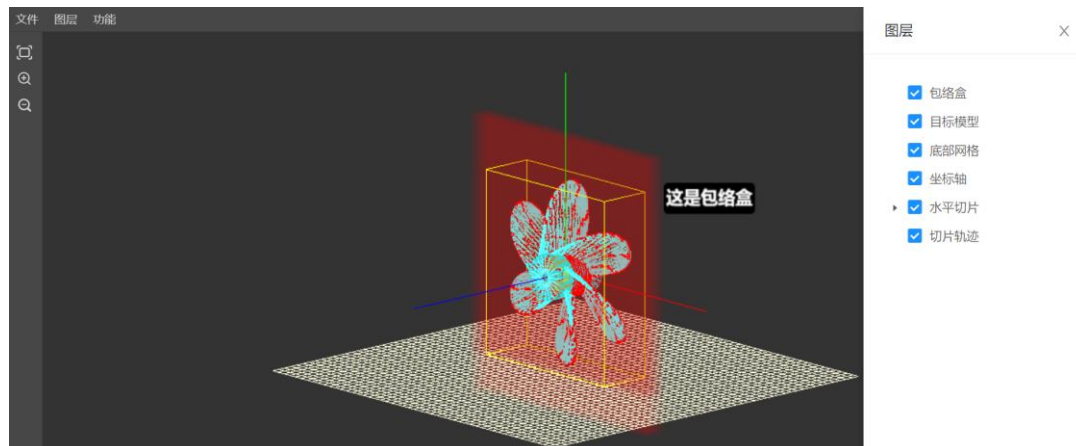 文件 图层 功能
图层
包络盒
目标模型
底部网格
坐标轴
水平切片
切片轨迹
这是包络盒